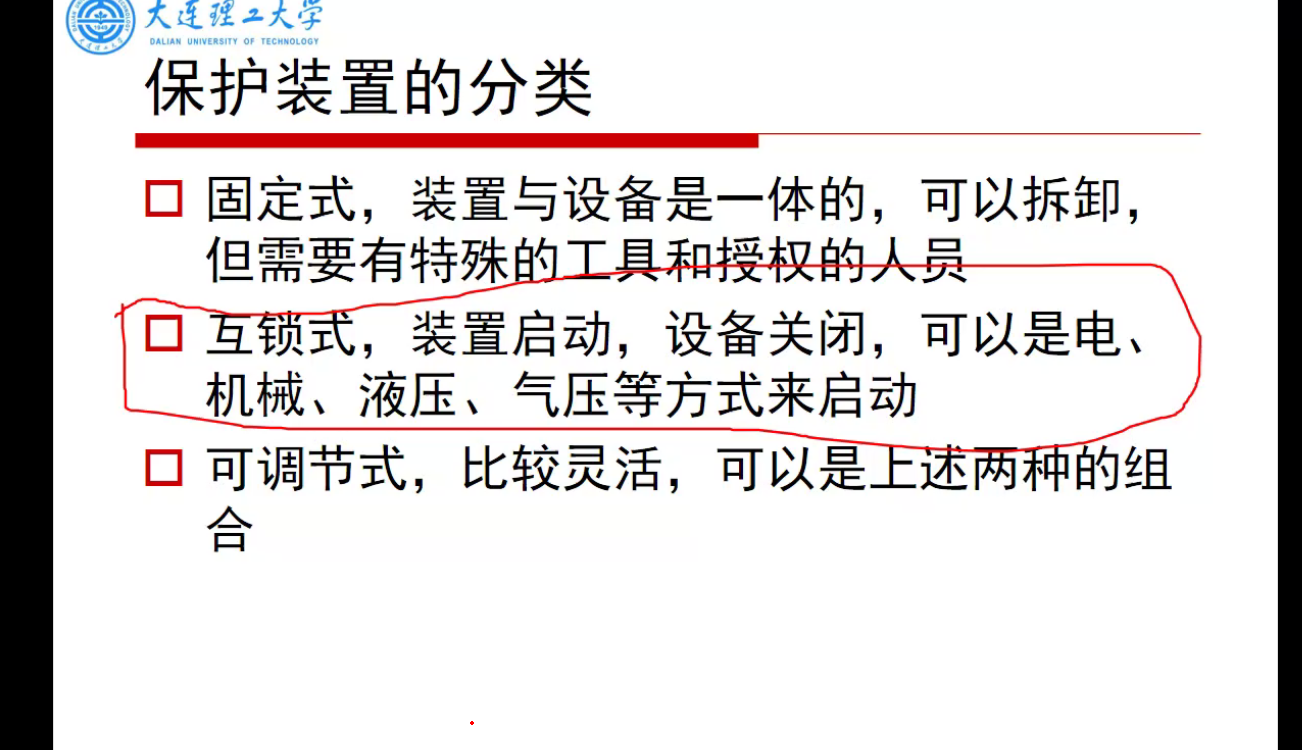 大连理工大学
DALIAN UNIVERSITY OF TECHNOLOGY
保护装置的分类
固定式，装置与设备是一体的，可以拆卸，
但需要有特殊的工具和授权的人员
互锁式，装置启动，设备关闭，可以是电、
机械、液压、气压等方式来启动
可调节式，比较灵活，可以是上述两种的组
合